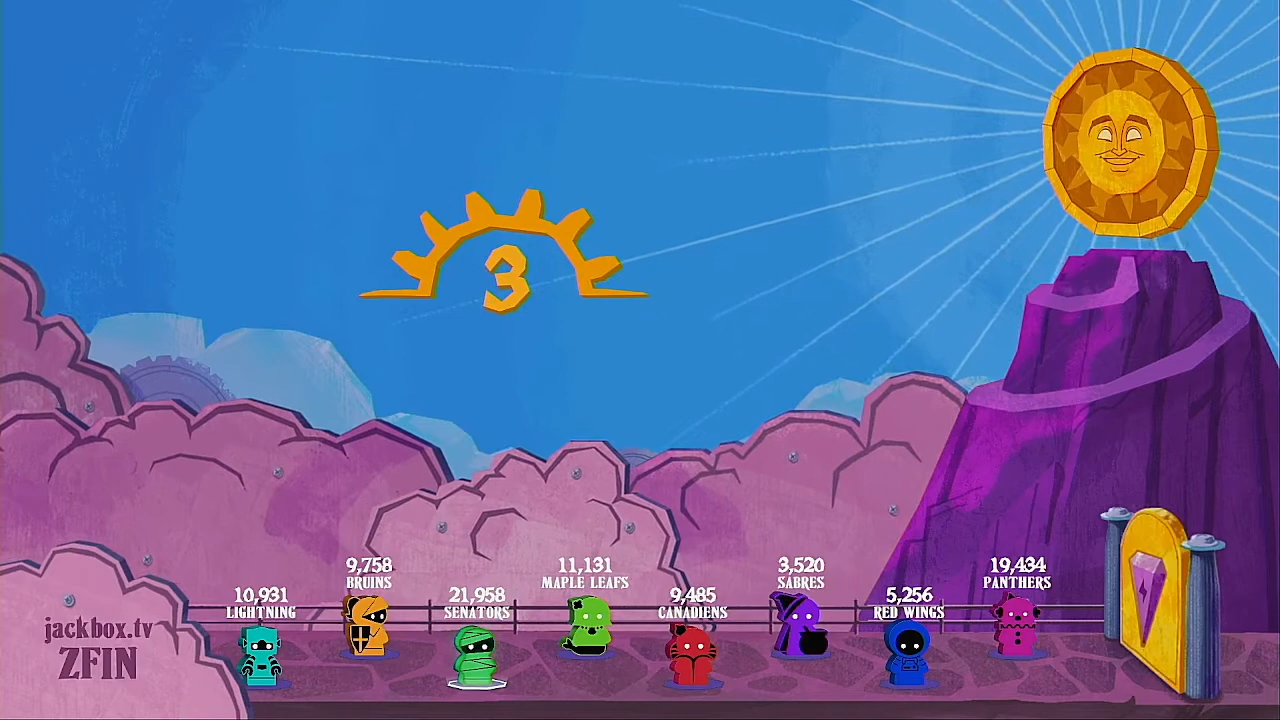 3
10,931
LIGHTNING
9,758
BRUINS
21,958
SENATORS
11,131
MAPLE LEAFS
9,485
CANADIENS
3,520
SABRES
5,256
RED WINGS
19,434
PANTHERS
jackbox.tv
ZFIN